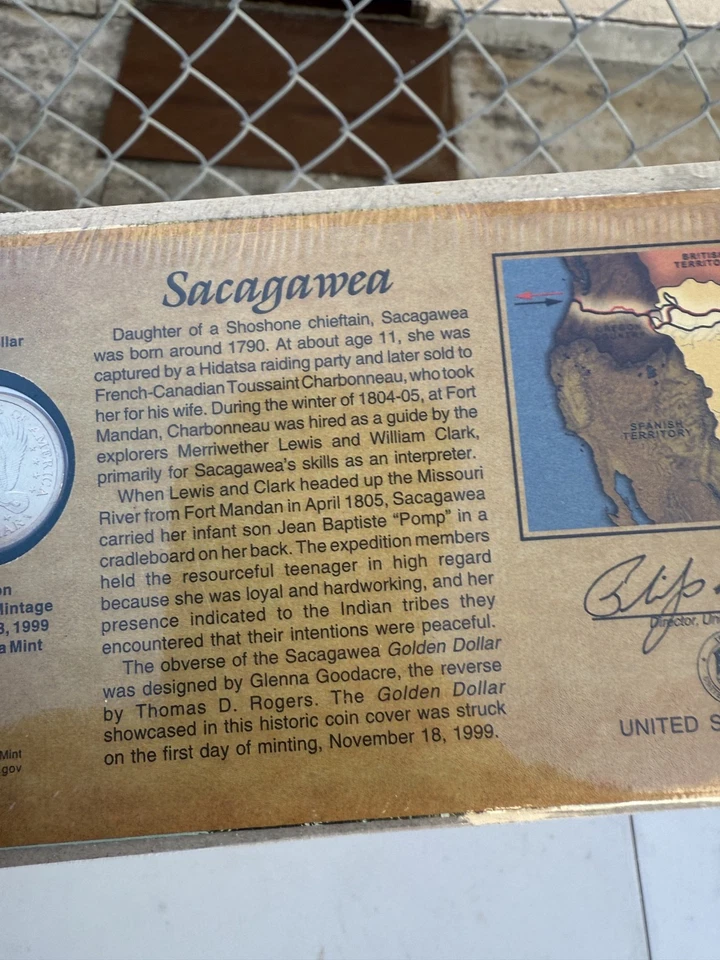 Sacagawea
Daughter of a Shoshone chieftain, Sacagawea
was born around 1790. At about age 11, she was
captured by a Hidatsa raiding party and later sold to
French-Canadian Toussaint Charbonneau, who took
her for his wife. During the winter of 1804-05, at Fort
Mandan, Charbonneau was hired as a guide by the
explorers Merriwether Lewis and William Clark,
primarily for Sacagawea's skills as an interpreter.
When Lewis and Clark headed up the Missouri
River from Fort Mandan in April 1805, Sacagawea
carried her infant son Jean Baptiste “Pomp” in a
cradleboard on her back. The expedition members
held the resourceful teenager in high regard
because she was loyal and hardworking, and her
presence indicated to the Indian tribes they
encountered that their intentions were peaceful.
The obverse of the Sacagawea Golden Dollar
was designed by Glenna Goodacre, the reverse
by Thomas D. Rogers. The Golden Dollar
showcased in this historic coin cover was struck
on the first day of minting, November 18, 1999.
llar
AMERICA
on
Mintage
8, 1999
a Mint
Mint
.gov
BRITIS
TERRITO
SPANISH
TERRITORY
Philip
Director, Un
UNITED S